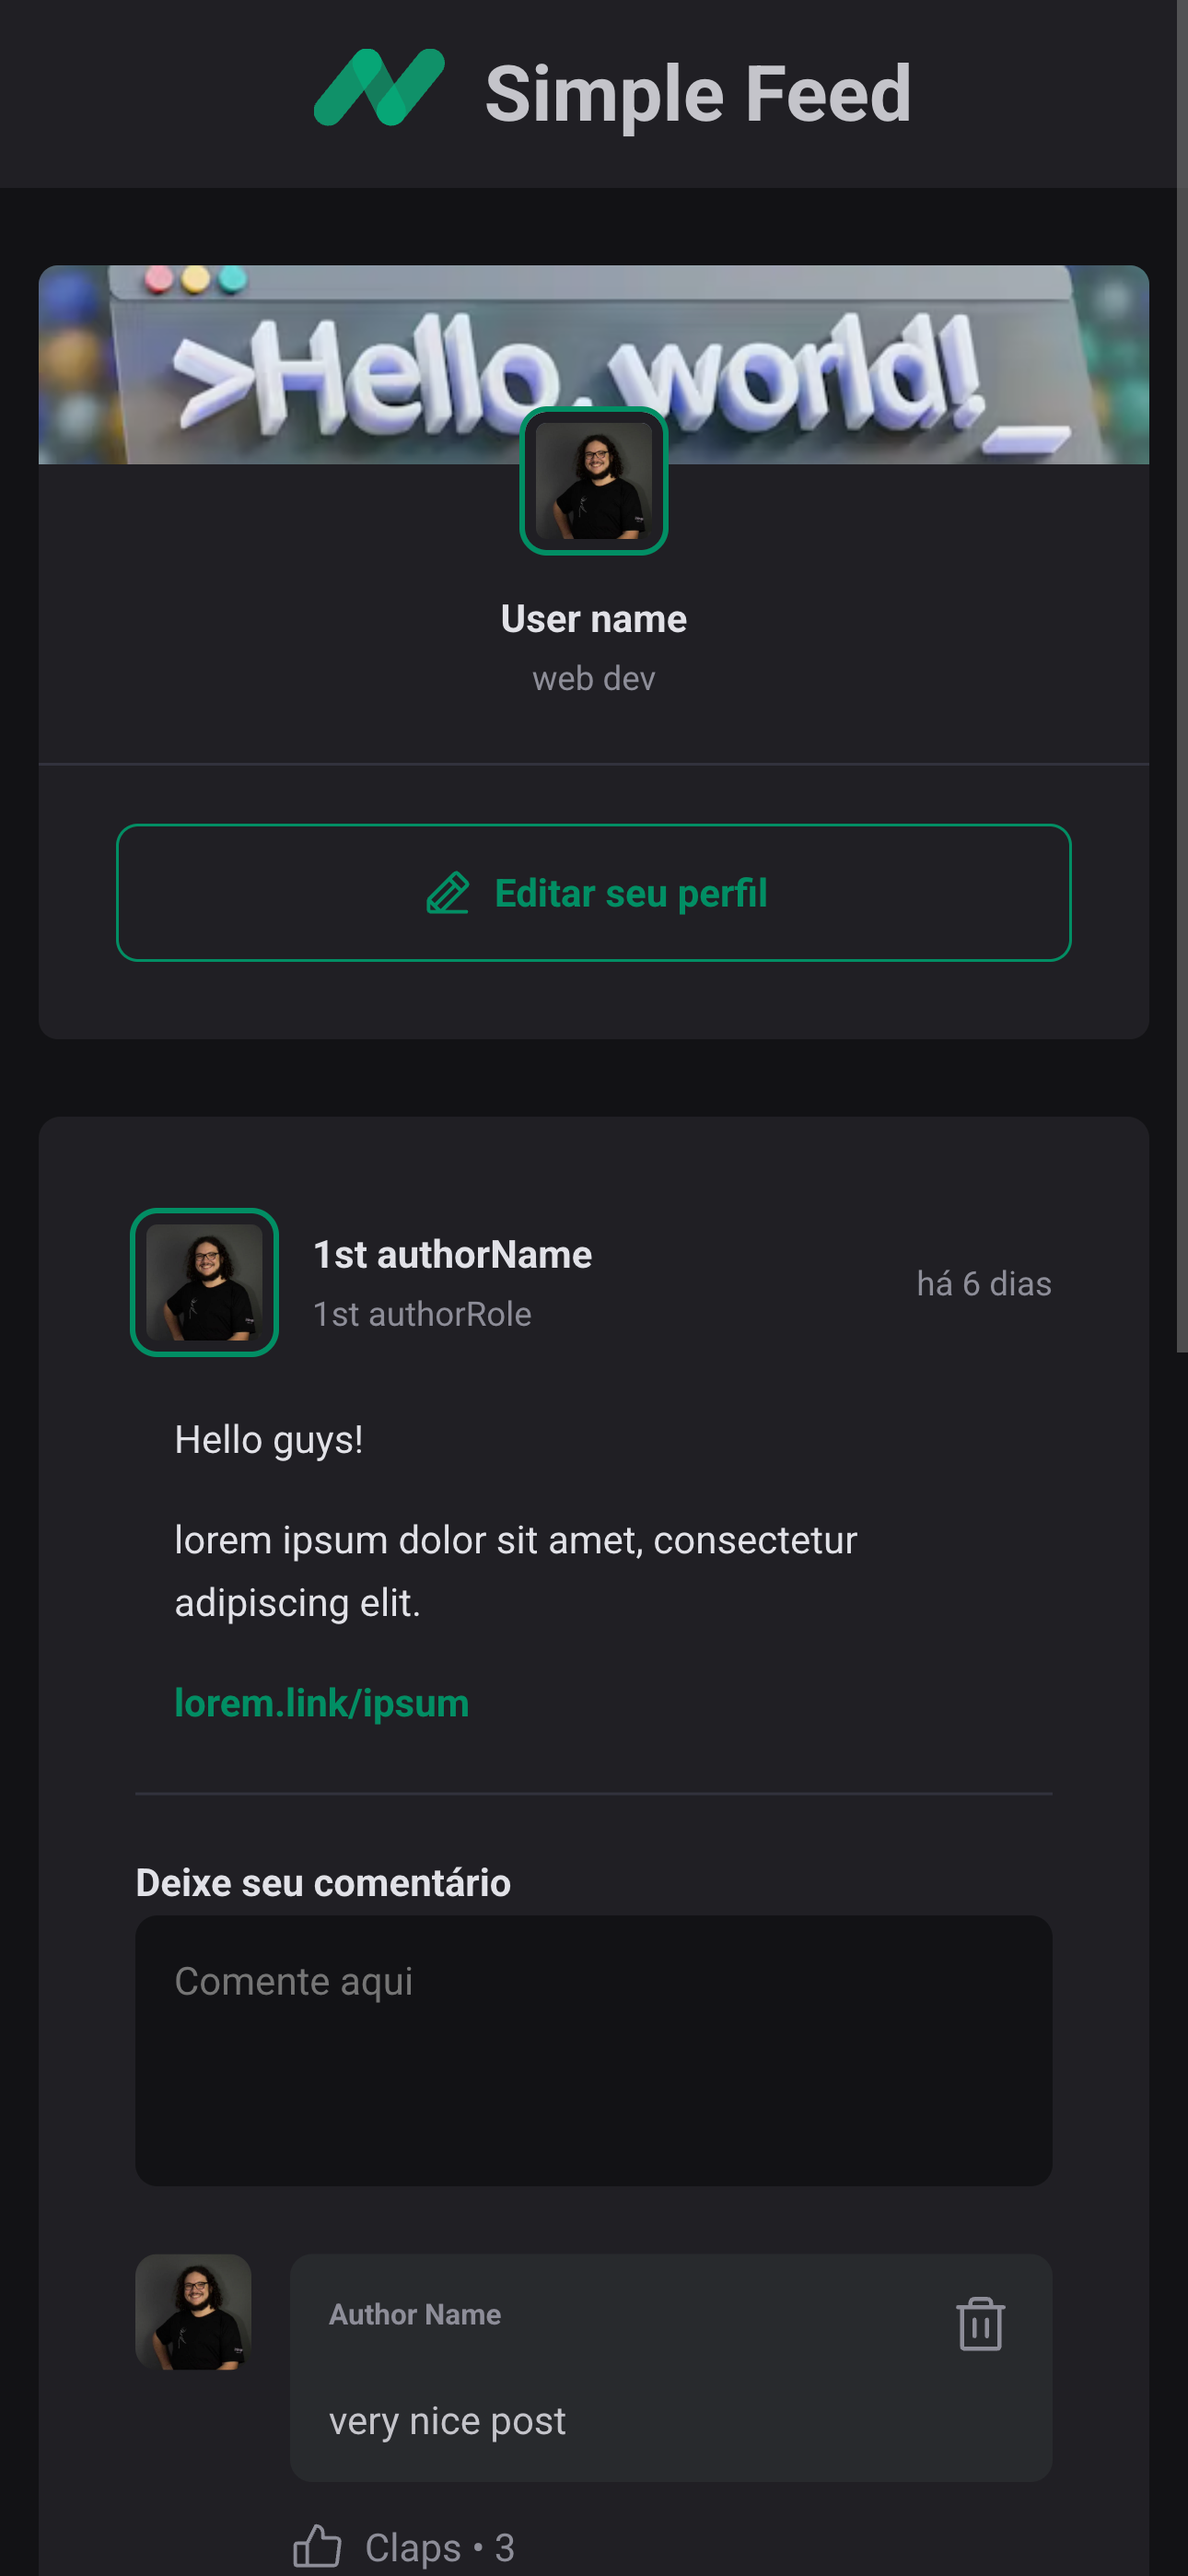 Simple Feed
>Hello, world!_
User name
web dev
Editar seu perfil
1st authorName
1st authorRole
há 6 dias
Hello guys!
lorem ipsum dolor sit amet, consectetur
adipiscing elit.
lorem.link/ipsum
Deixe seu comentário
Comente aqui
Author Name
very nice post
Claps • 3